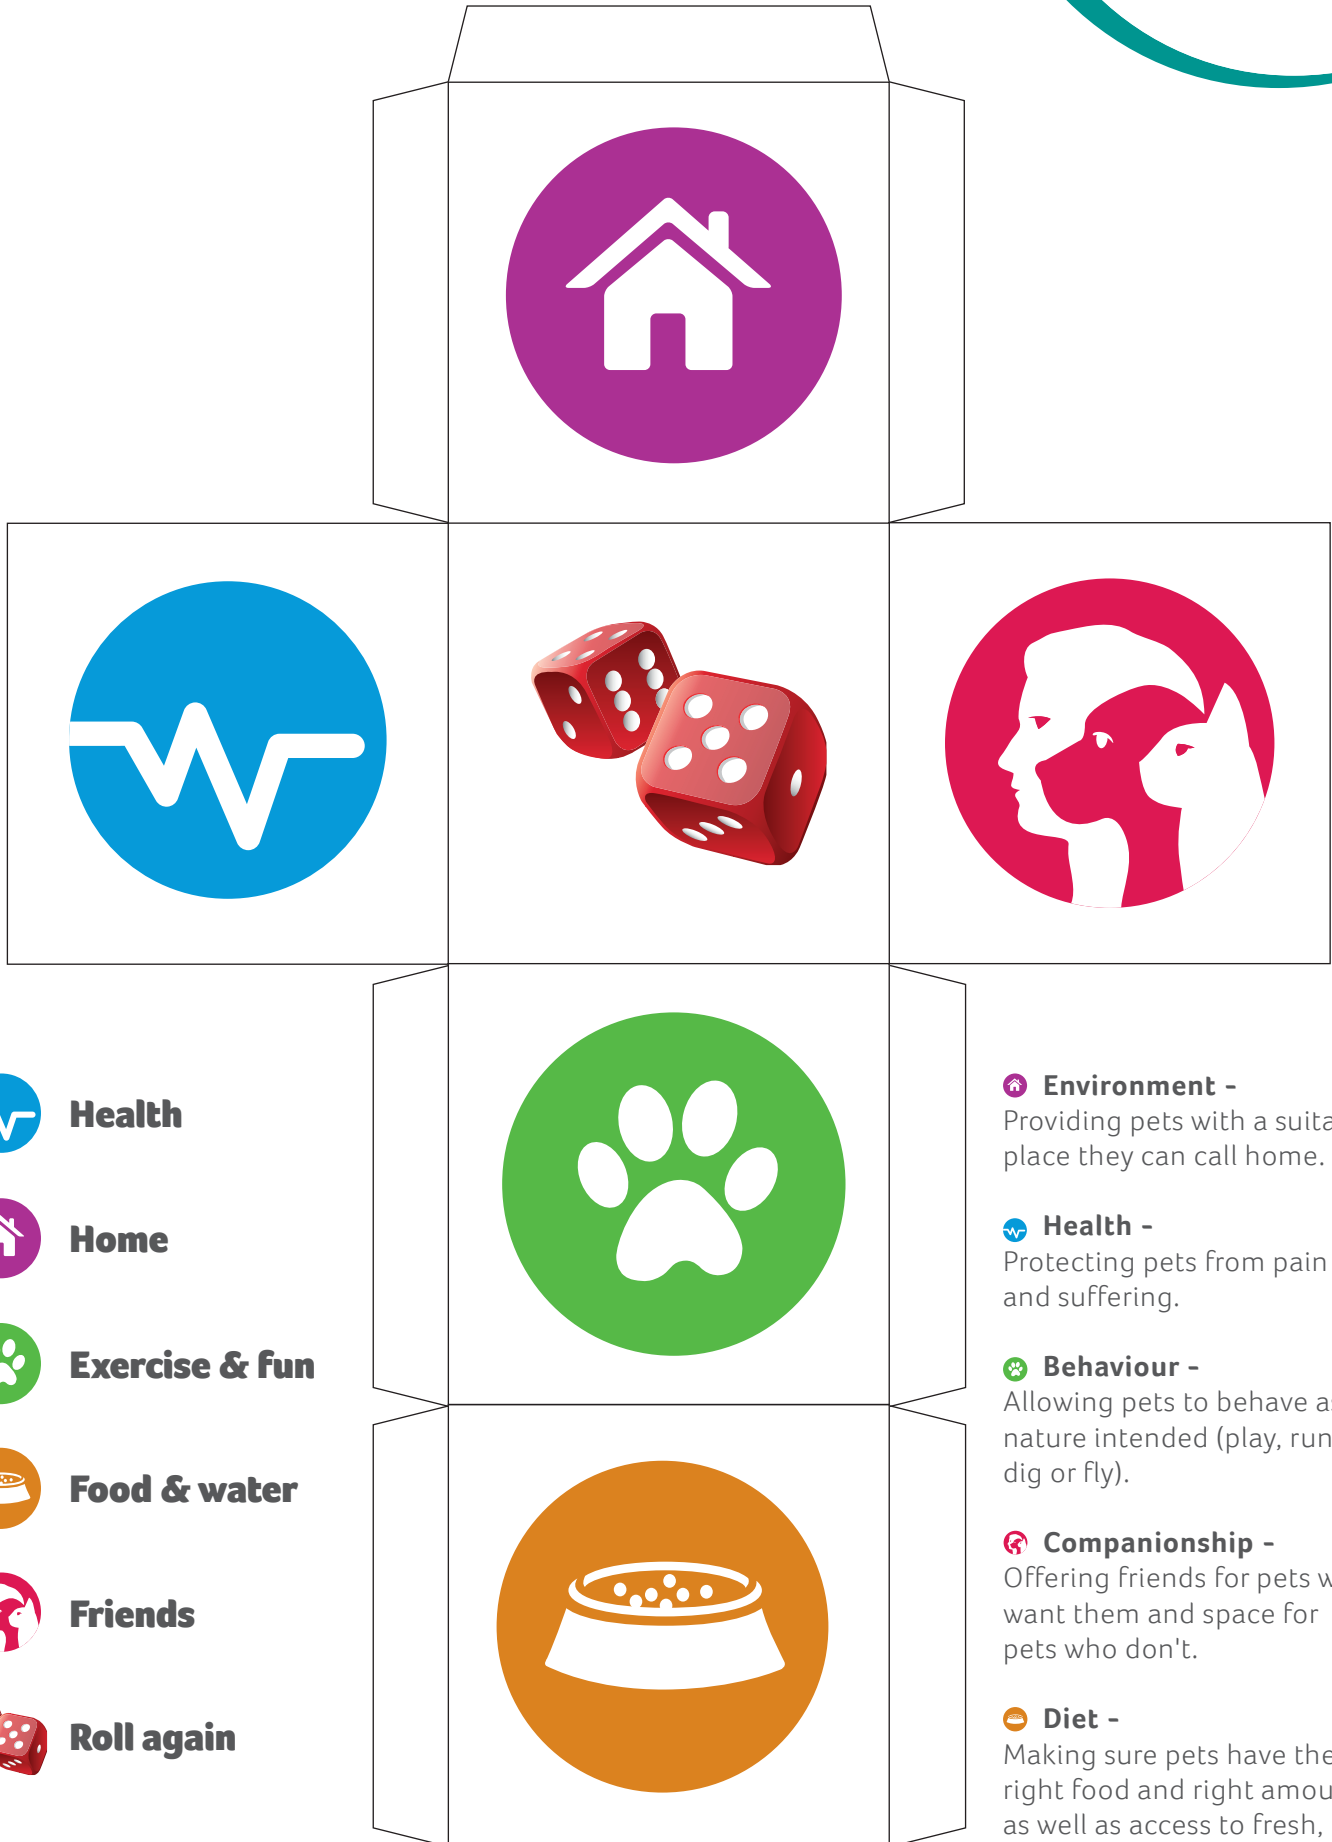 Health
Home
Exercise & fun
Food & water
Friends
Roll again
Environment -
Providing pets with a
place they can call home.
Health -
Protecting pets from pain
and suffering.
Behaviour -
Allowing pets to behave
nature intended (play, run
dig or fly).
Companionship -
Offering friends for pets
want them and space for
pets who don't.
Diet -
Making sure pets have the
right food and right
as well as access to fresh,